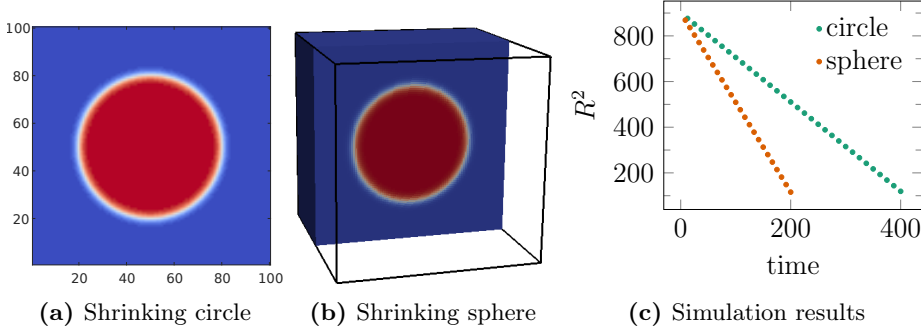 100
80
60
40
20
20 40 60 80 100
(a) Shrinking circle
(b) Shrinking sphere
R²
800
600
400
200
circle
sphere
0 200 400
time
(c) Simulation results